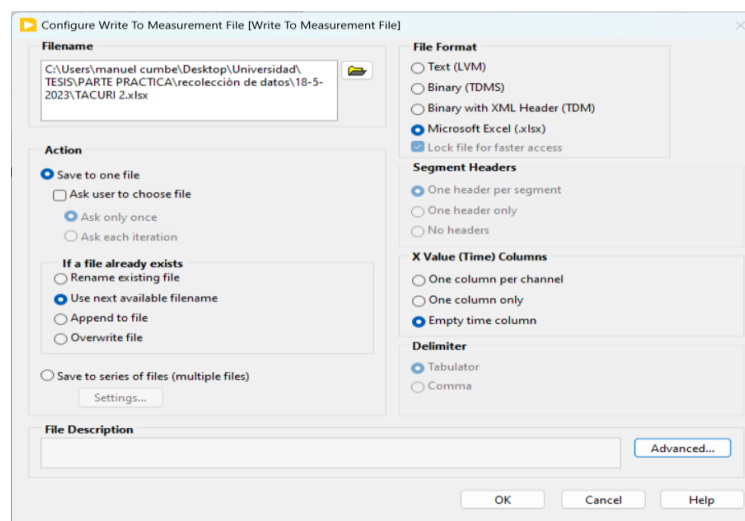 Configure Write To Measurement File [Write To Measurement File]
Filename
C:\Users\manuel cumbe\Desktop\Universidad\
TESIS\PARTE PRACTICA\recolecciòn de datos\18-5-
2023\TACURI 2.xlsx
Action
Save to one file
Ask user to choose file
Ask only once
Ask each iteration
If a file already exists
Rename existing file
Use next available filename
Append to file
Overwrite file
Save to series of files (multiple files)
Settings...
File Format
Text (LVM)
Binary (TDMS)
Binary with XML Header (TDM)
Microsoft Excel (.xlsx)
Lock file for faster access
Segment Headers
One header per segment
One header only
No headers
X Value (Time) Columns
One column per channel
One column only
Empty time column
Delimiter
Tabulator
Comma
File Description
Advanced...
OK
Cancel
Help